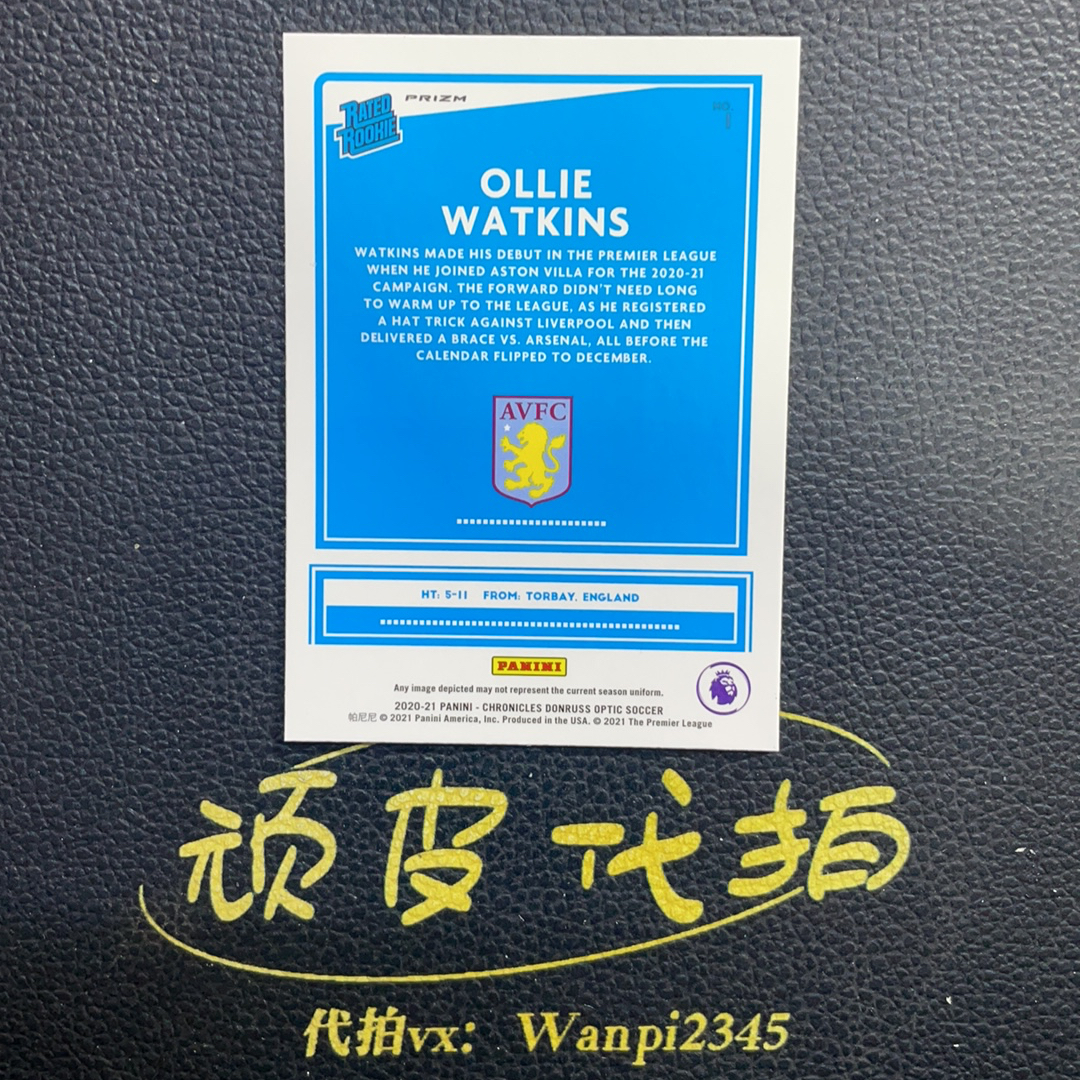 RATED ROOKIE
PRIZM
NO.
OLLIE
WATKINS
WATKINS MADE HIS DEBUT IN THE PREMIER LEAGUE
WHEN HE JOINED ASTON VILLA FOR THE 2020-21
CAMPAIGN. THE FORWARD DIDN'T NEED LONG
TO WARM UP TO THE LEAGUE, AS HE REGISTERED
A HAT TRICK AGAINST LIVERPOOL AND THEN
DELIVERED A BRACE VS. ARSENAL, ALL BEFORE THE
CALENDAR FLIPPED TO DECEMBER.
AVFC
HT: 5-11 FROM: TORBAY, ENGLAND
PANINI
Any image depicted may not represent the current season uniform.
2020-21 PANINI - CHRONICLES DONRUSS OPTIC SOCCER
帕尼尼 © 2021 Panini America, Inc. Produced in the USA. © 2021 The Premier League
顽皮代拍
代拍vx: Wanpi2345